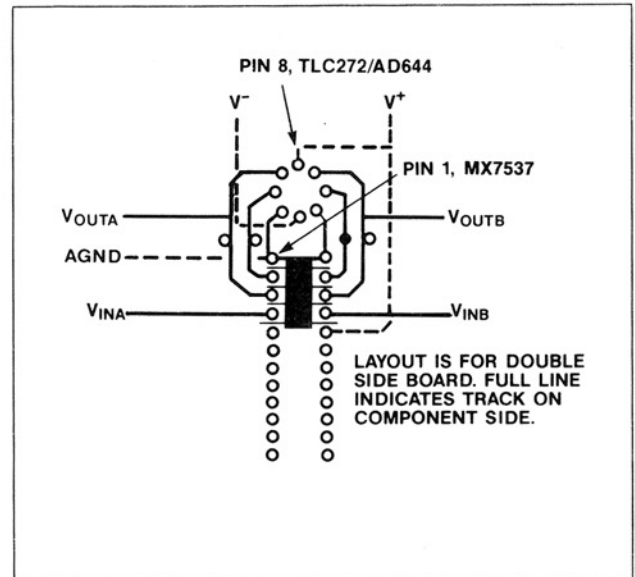 PIN 8, TLC272/AD644
V− V+
PIN 1, MX7537
VOUTA VOUTB
AGND
VINA VINB
LAYOUT IS FOR DOUBLE
SIDE BOARD. FULL LINE
INDICATES TRACK ON
COMPONENT SIDE.